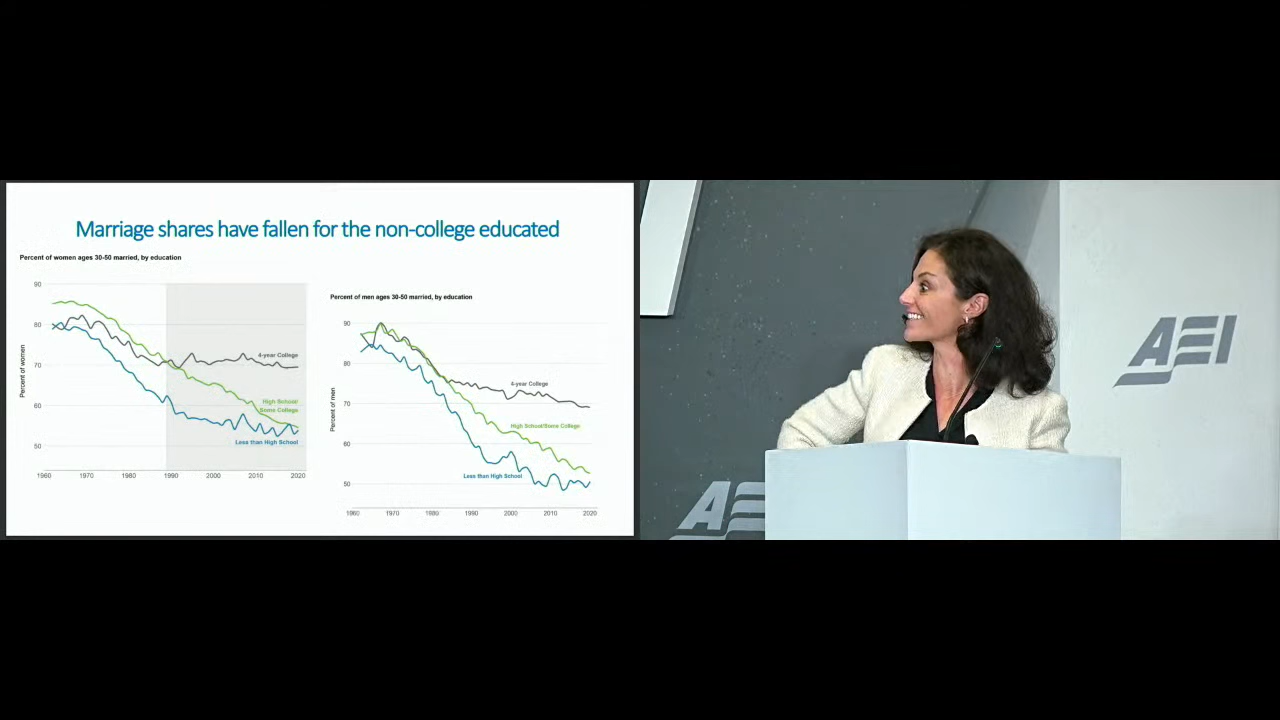 Marriage shares have fallen for the non-college educated
Percent of women ages 30-50 married, by education
90
80
70
60
50
Percent of women
4-year College
High School/
Some College
Less than High School
1960 1970 1980 1990 2000 2010 2020
Percent of men ages 30-50 married, by education
90
80
70
60
50
Percent of men
4-year College
High School/Some College
Less than High School
1960 1970 1980 1990 2000 2010 2020
AEI
AEI